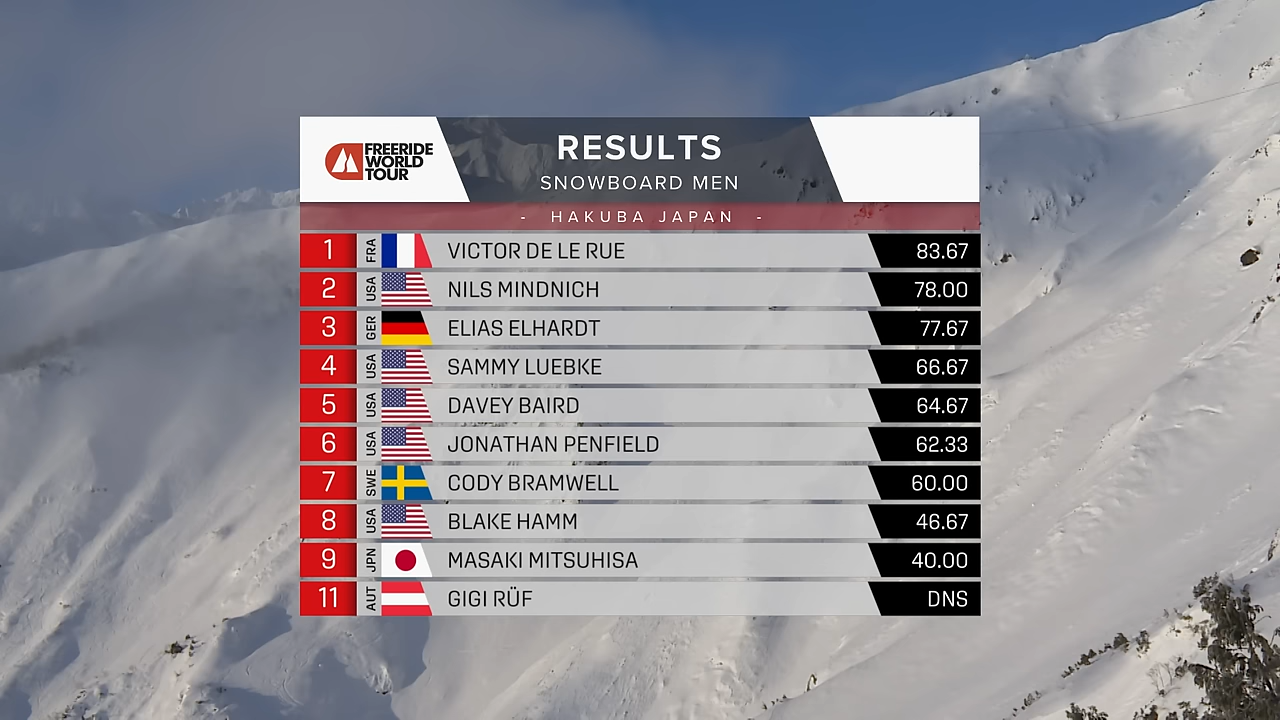 FREERIDE
WORLD
TOUR
RESULTS
SNOWBOARD MEN
- HAKUBA JAPAN -
1 FRA VICTOR DE LE RUE 83.67
2 USA NILS MINDNICH 78.00
3 GER ELIAS ELHARDT 77.67
4 USA SAMMY LUEBKE 66.67
5 USA DAVEY BAIRD 64.67
6 USA JONATHAN PENFIELD 62.33
7 SWE CODY BRAMWELL 60.00
8 USA BLAKE HAMM 46.67
9 JPN MASAKI MITSUHISA 40.00
11 AUT GIGI RÜF DNS